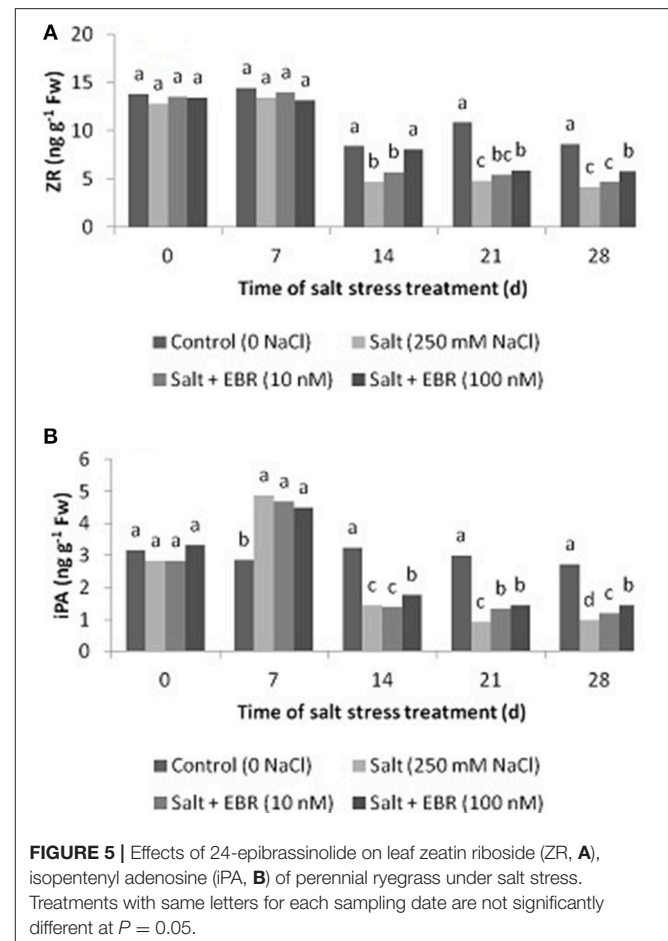 A
a a a a a a a a a b b a a c bc b a c c b
20
15
10
5
0
ZR (ng g⁻¹ Fw)
0 7 14 21 28
Time of salt stress treatment (d)
Control (0 NaCl) Salt (250 mM NaCl)
Salt + EBR (10 nM) Salt + EBR (100 nM)
B
a a a a b a a a a c c b a c b b a d c b
6
5
4
3
2
1
0
iPA (ng g⁻¹ Fw)
0 7 14 21 28
Time of salt stress treatment (d)
Control (0 NaCl) Salt (250 mM NaCl)
Salt + EBR (10 nM) Salt + EBR (100 nM)
FIGURE 5 | Effects of 24-epibrassinolide on leaf zeatin riboside (ZR, A),
isopentenyl adenosine (iPA, B) of perennial ryegrass under salt stress.
Treatments with same letters for each sampling date are not significantly
different at P = 0.05.